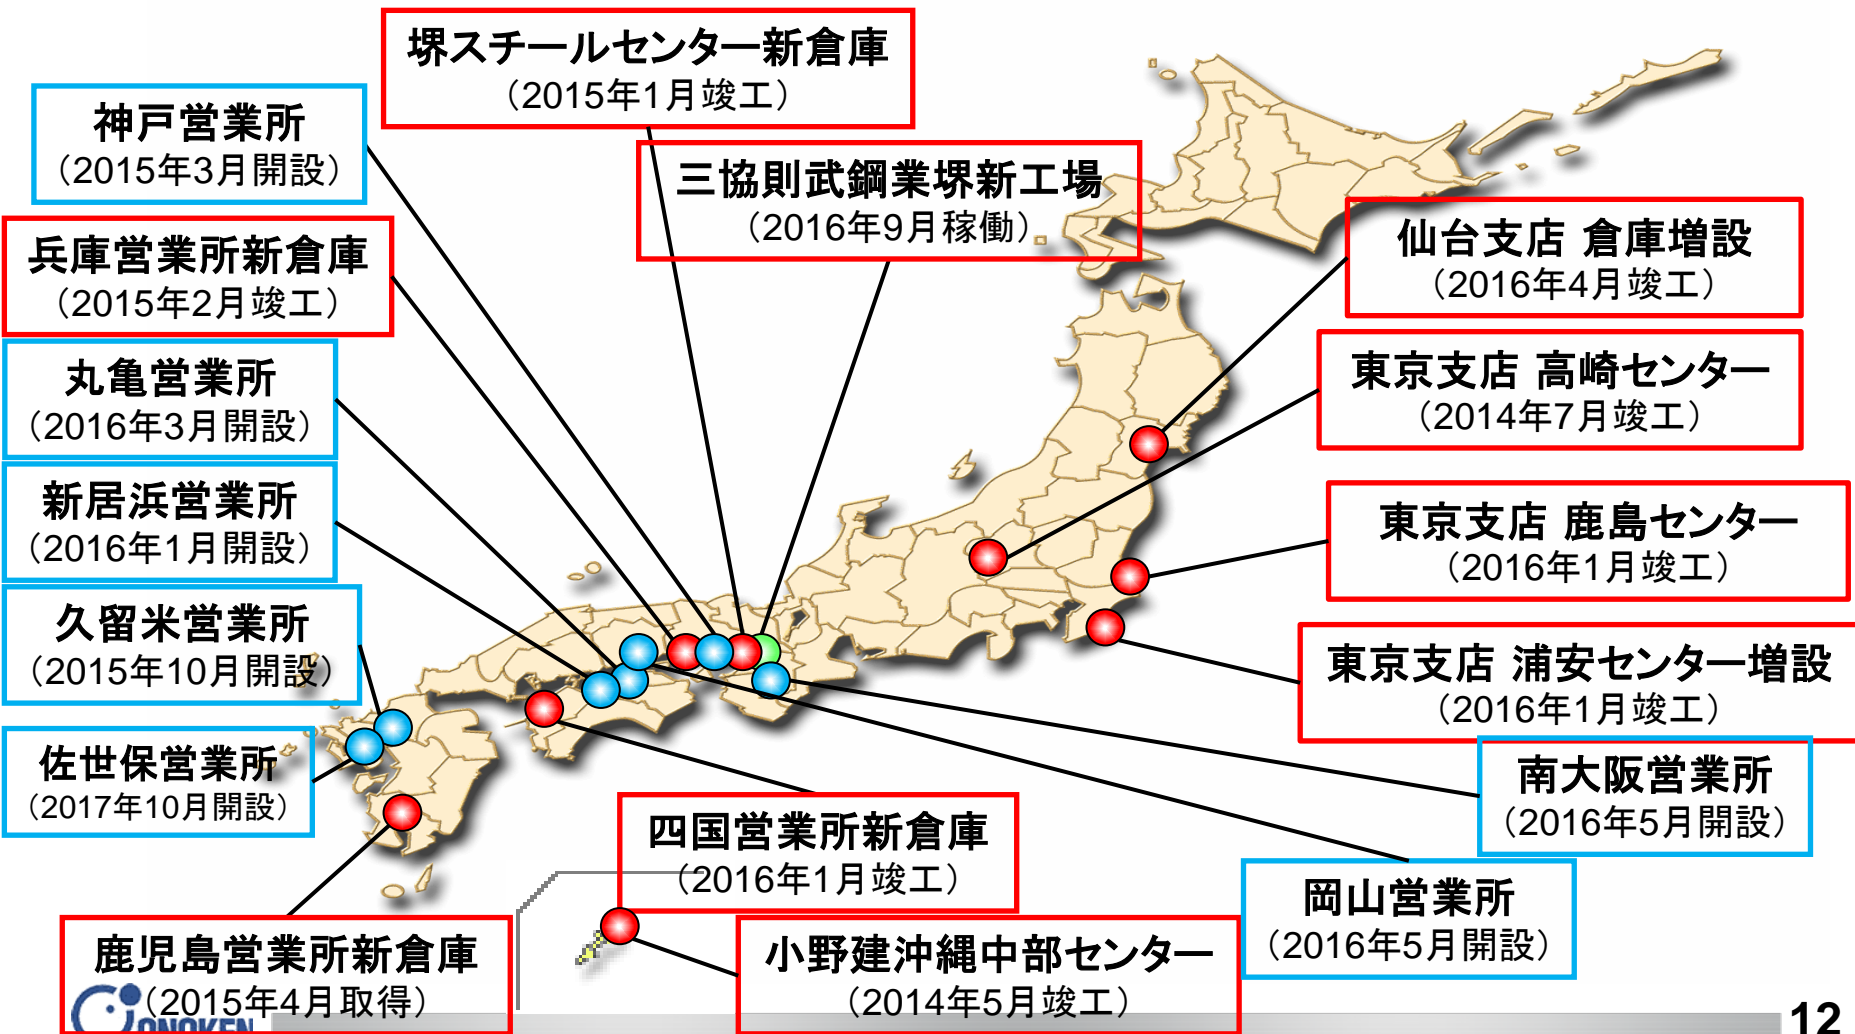 堺スチールセンター新倉庫
（2015年1月竣工）
神戸営業所
（2015年3月開設）
三協則武鋼業堺新工場
（2016年9月稼働）
仙台支店 倉庫増設
（2016年4月竣工）
兵庫営業所新倉庫
（2015年2月竣工）
丸亀営業所
（2016年3月開設）
東京支店 高崎センター
（2014年7月竣工）
新居浜営業所
（2016年1月開設）
東京支店 鹿島センター
（2016年1月竣工）
久留米営業所
（2015年10月開設）
東京支店 浦安センター増設
（2016年1月竣工）
佐世保営業所
（2017年10月開設）
南大阪営業所
（2016年5月開設）
四国営業所新倉庫
（2016年1月竣工）
岡山営業所
（2016年5月開設）
鹿児島営業所新倉庫
（2015年4月取得）
小野建沖縄中部センター
（2014年5月竣工）
ONOKEN
12